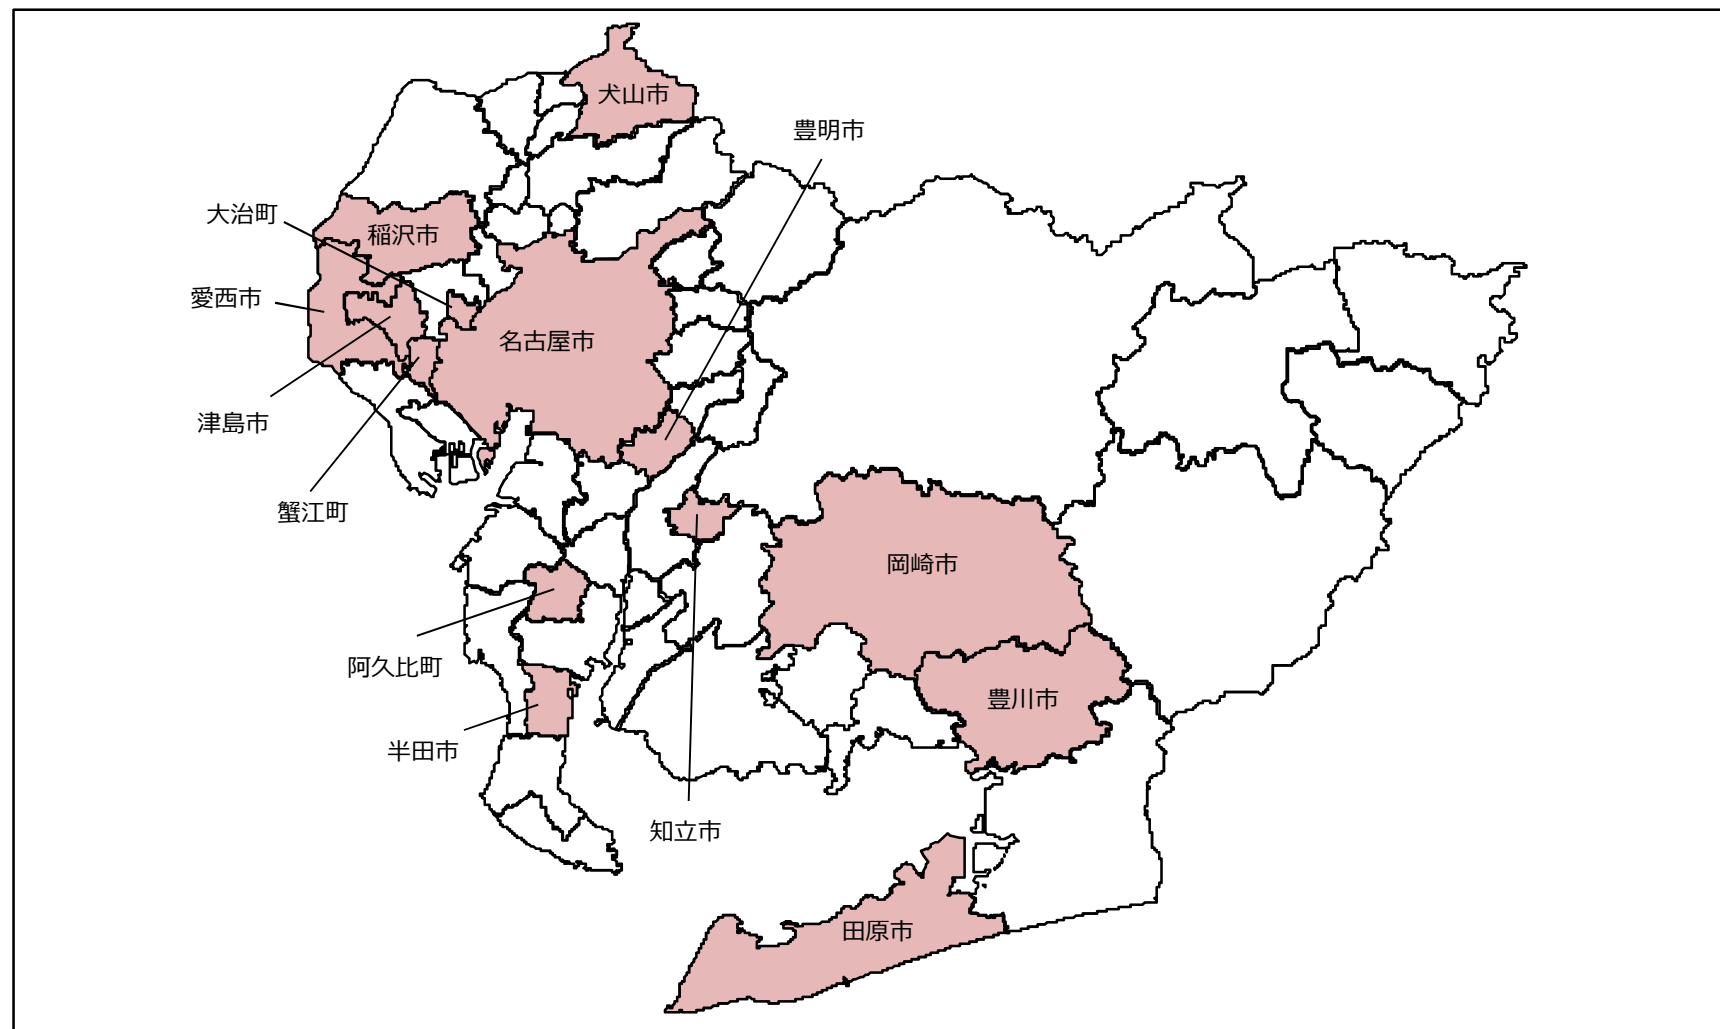 犬山市
豊明市
大治町
稲沢市
愛西市
名古屋市
津島市
蟹江町
岡崎市
阿久比町
豊川市
半田市
知立市
田原市